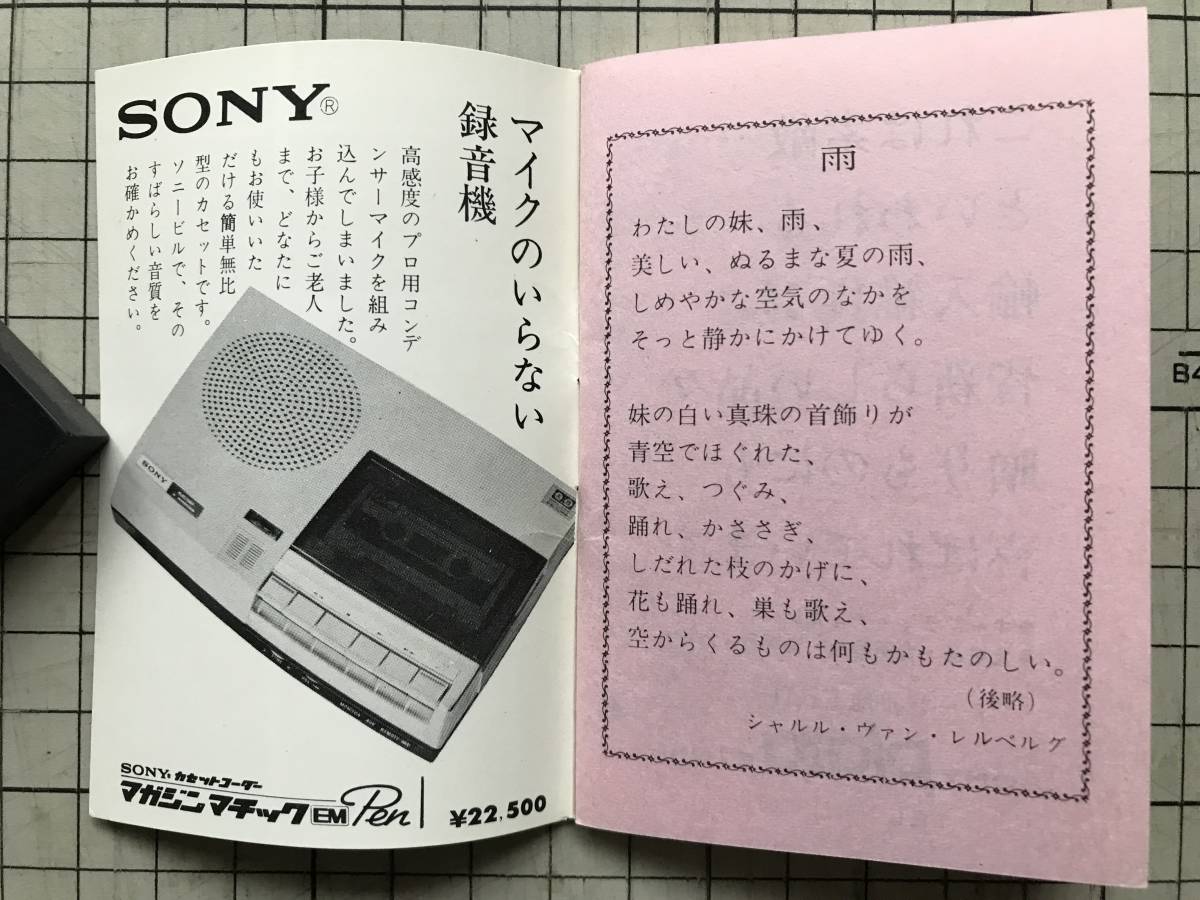 SONY®
マイクのいらない
録音機
高感度のプロ用コンデ
ンサーマイクを組み
込んでしまいました。
お子様からご老人
まで、どなたに
もお使いいた
だける簡単無比
型のカセットです。
ソニービルで、その
すばらしい音質を
お確かめください。
SONY
SONY カセットコーダー
マガジンマチック EM Pen
¥22,500
雨
わたしの妹、雨、
美しい、ぬるまな夏の雨、
しめやかな空気のなかを
そっと静かにかけてゆく。
妹の白い真珠の首飾りが
青空でほぐれた、
歌え、つぐみ、
踊れ、かささぎ、
しだれた枝のかげに、
花も踊れ、巣も歌え、
空からくるものは何もかもたのしい。
(後略)
シャルル・ヴァン・レルベルグ
B4